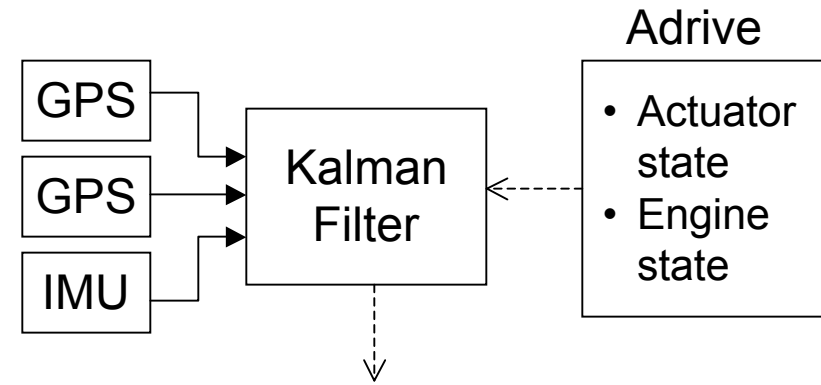 GPS
GPS
IMU
Kalman
Filter
Adrive
• Actuator
state
• Engine
state